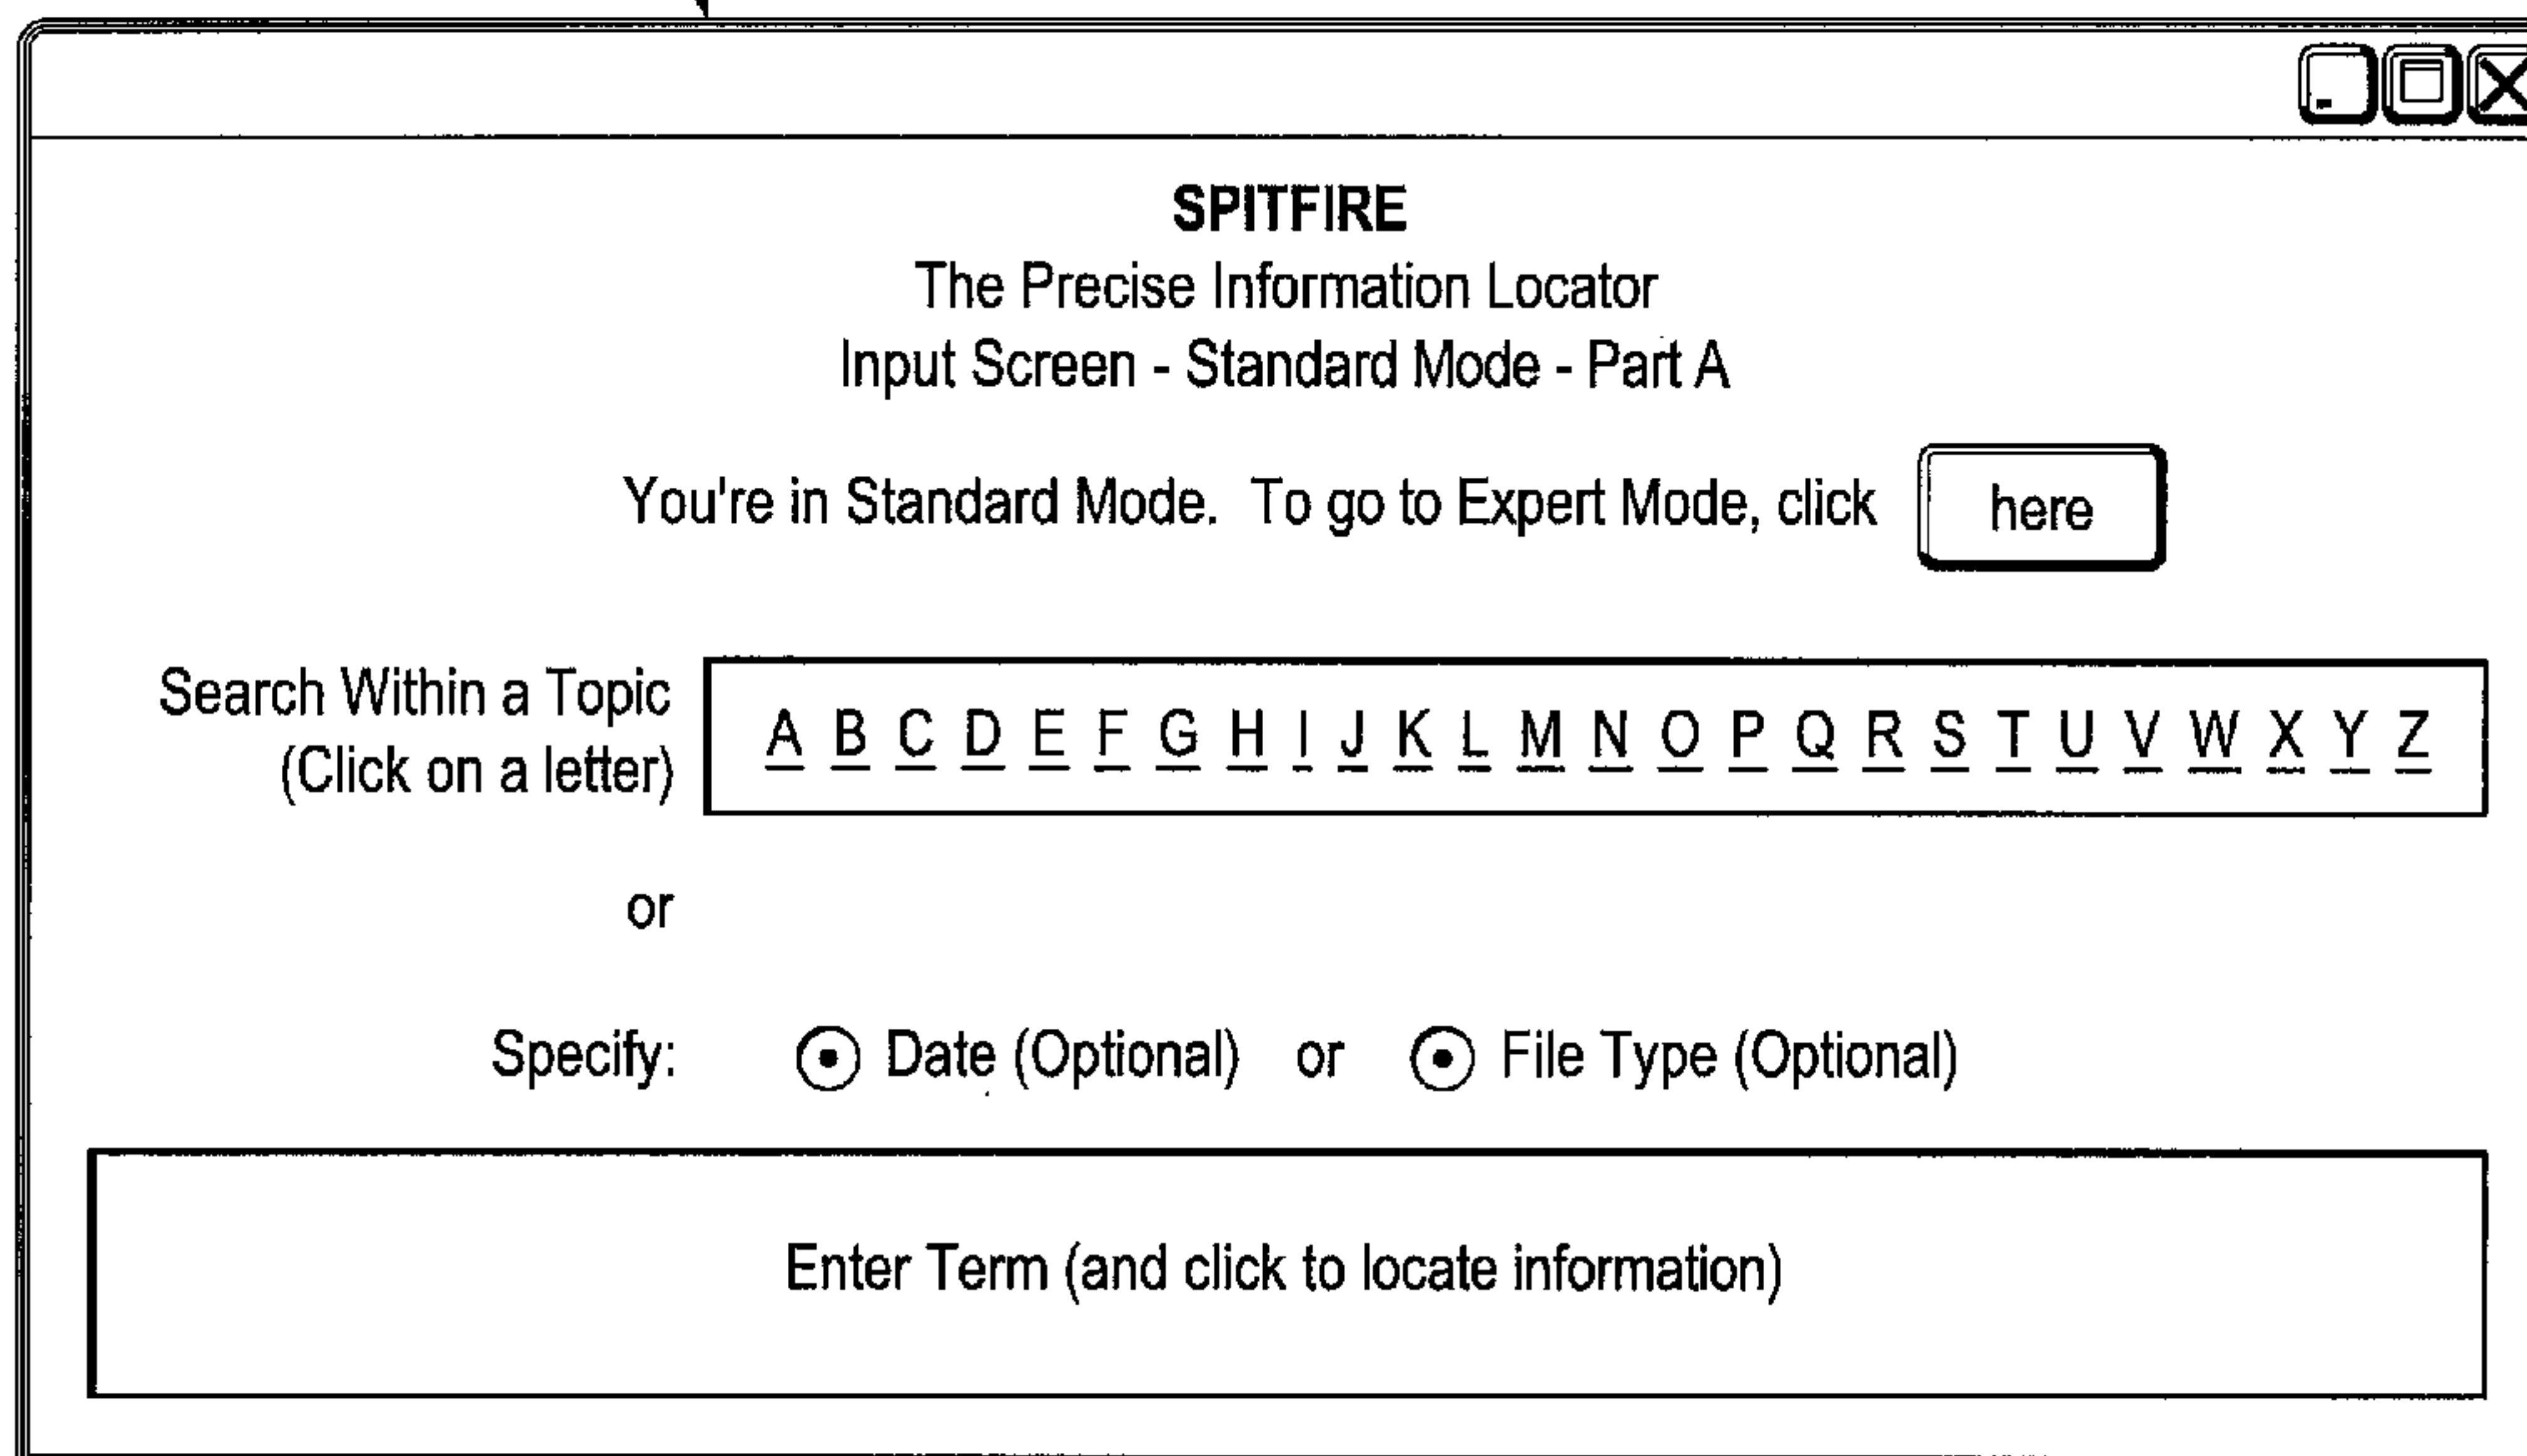 SPITFIRE
The Precise Information Locator
Input Screen - Standard Mode - Part A
You're in Standard Mode. To go to Expert Mode, click here
Search Within a Topic
(Click on a letter)
A B C D E F G H I J K L M N O P Q R S T U V W X Y Z
or
Specify: Date (Optional) or File Type (Optional)
Enter Term (and click to locate information)